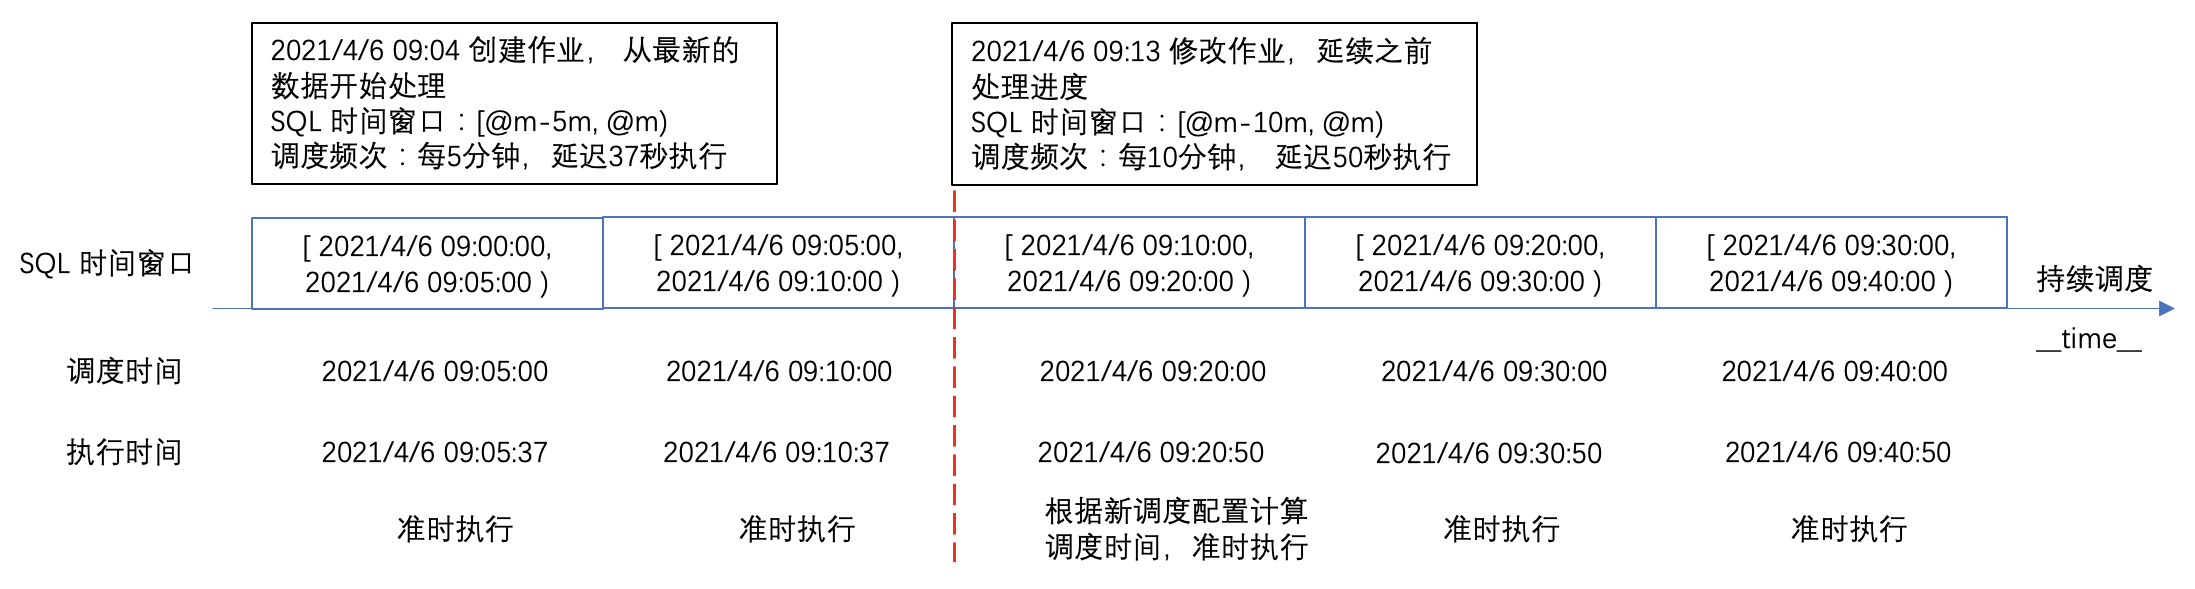 2021/4/6 09:04 创建作业， 从最新的
数据开始处理
SQL 时间窗口：[@m-5m, @m)
调度频次：每5分钟，延迟37秒执行
2021/4/6 09:13 修改作业，延续之前
处理进度
SQL 时间窗口：[@m-10m, @m)
调度频次：每10分钟， 延迟50秒执行
SQL 时间窗口
[ 2021/4/6 09:00:00,
2021/4/6 09:05:00 )
[ 2021/4/6 09:05:00,
2021/4/6 09:10:00 )
[ 2021/4/6 09:10:00,
2021/4/6 09:20:00 )
[ 2021/4/6 09:20:00,
2021/4/6 09:30:00 )
[ 2021/4/6 09:30:00,
2021/4/6 09:40:00 )
持续调度
__time__
调度时间
2021/4/6 09:05:00
2021/4/6 09:10:00
2021/4/6 09:20:00
2021/4/6 09:30:00
2021/4/6 09:40:00
执行时间
2021/4/6 09:05:37
2021/4/6 09:10:37
2021/4/6 09:20:50
2021/4/6 09:30:50
2021/4/6 09:40:50
准时执行
准时执行
根据新调度配置计算
调度时间，准时执行
准时执行
准时执行